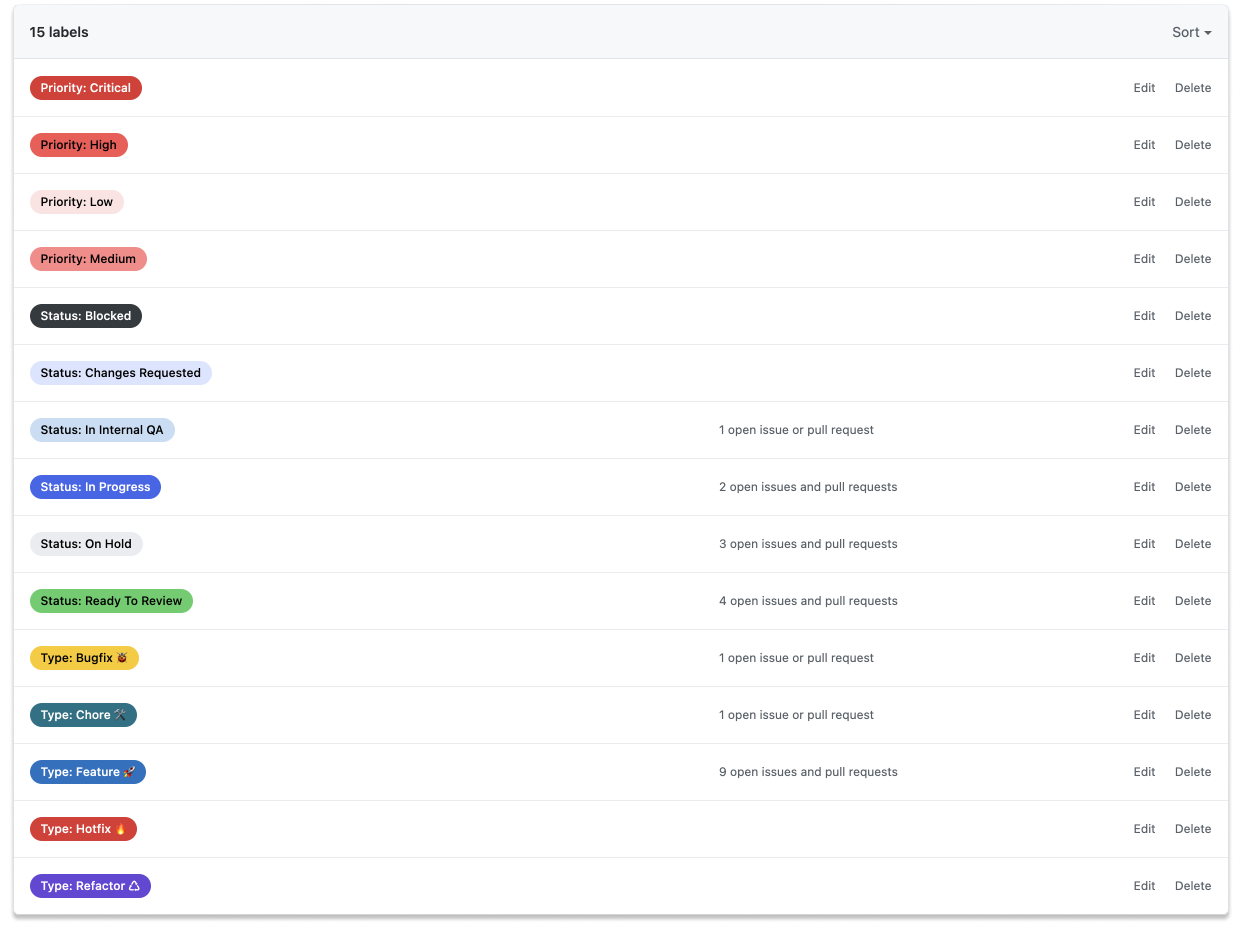 15 labels Sort
Priority: Critical Edit Delete
Priority: High Edit Delete
Priority: Low Edit Delete
Priority: Medium Edit Delete
Status: Blocked Edit Delete
Status: Changes Requested Edit Delete
Status: In Internal QA 1 open issue or pull request Edit Delete
Status: In Progress 2 open issues and pull requests Edit Delete
Status: On Hold 3 open issues and pull requests Edit Delete
Status: Ready To Review 4 open issues and pull requests Edit Delete
Type: Bugfix 1 open issue or pull request Edit Delete
Type: Chore 🛠 1 open issue or pull request Edit Delete
Type: Feature 🚀 9 open issues and pull requests Edit Delete
Type: Hotfix 🔥 Edit Delete
Type: Refactor Edit Delete